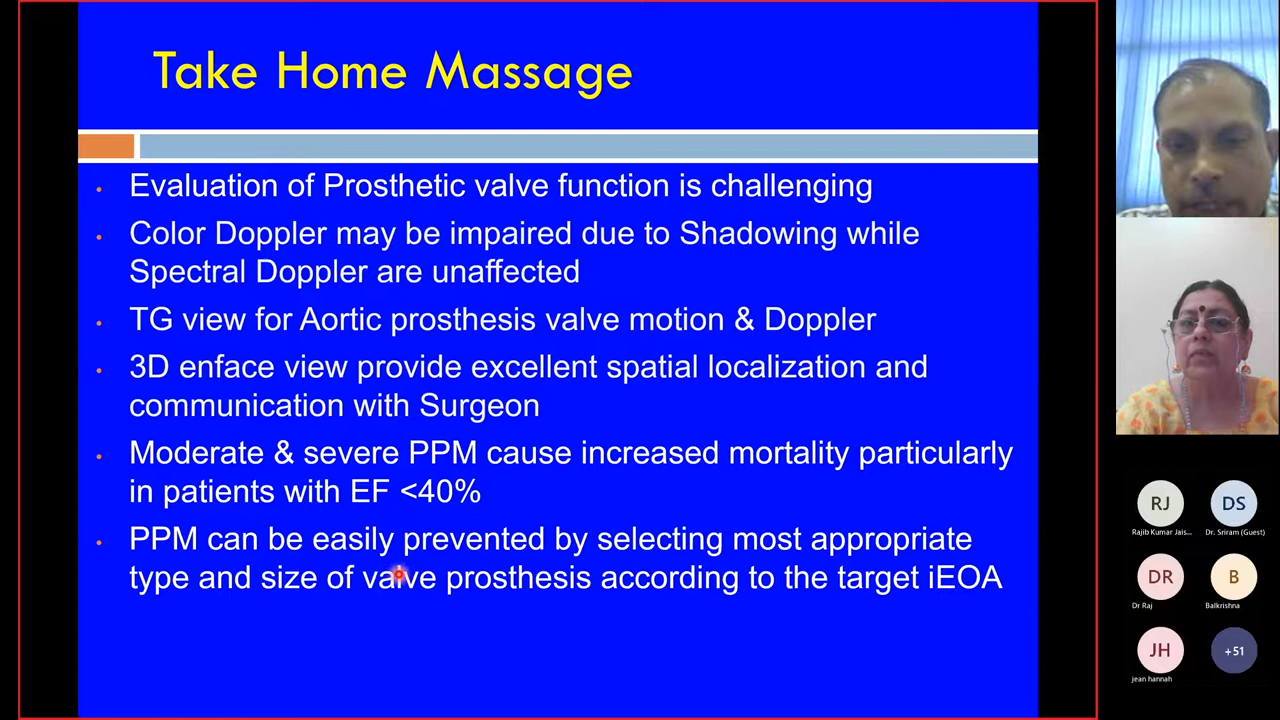 Take Home Massage
• Evaluation of Prosthetic valve function is challenging
• Color Doppler may be impaired due to Shadowing while
Spectral Doppler are unaffected
• TG view for Aortic prosthesis valve motion & Doppler
• 3D enface view provide excellent spatial localization and
communication with Surgeon
• Moderate & severe PPM cause increased mortality particularly
in patients with EF <40%
• PPM can be easily prevented by selecting most appropriate
type and size of valve prosthesis according to the target iEOA
RJ
Rajib Kumar Jais...
DS
Dr. Sriram (Guest)
DR
Dr Raj
B
Balkrishna
JH
jean hannah
+51